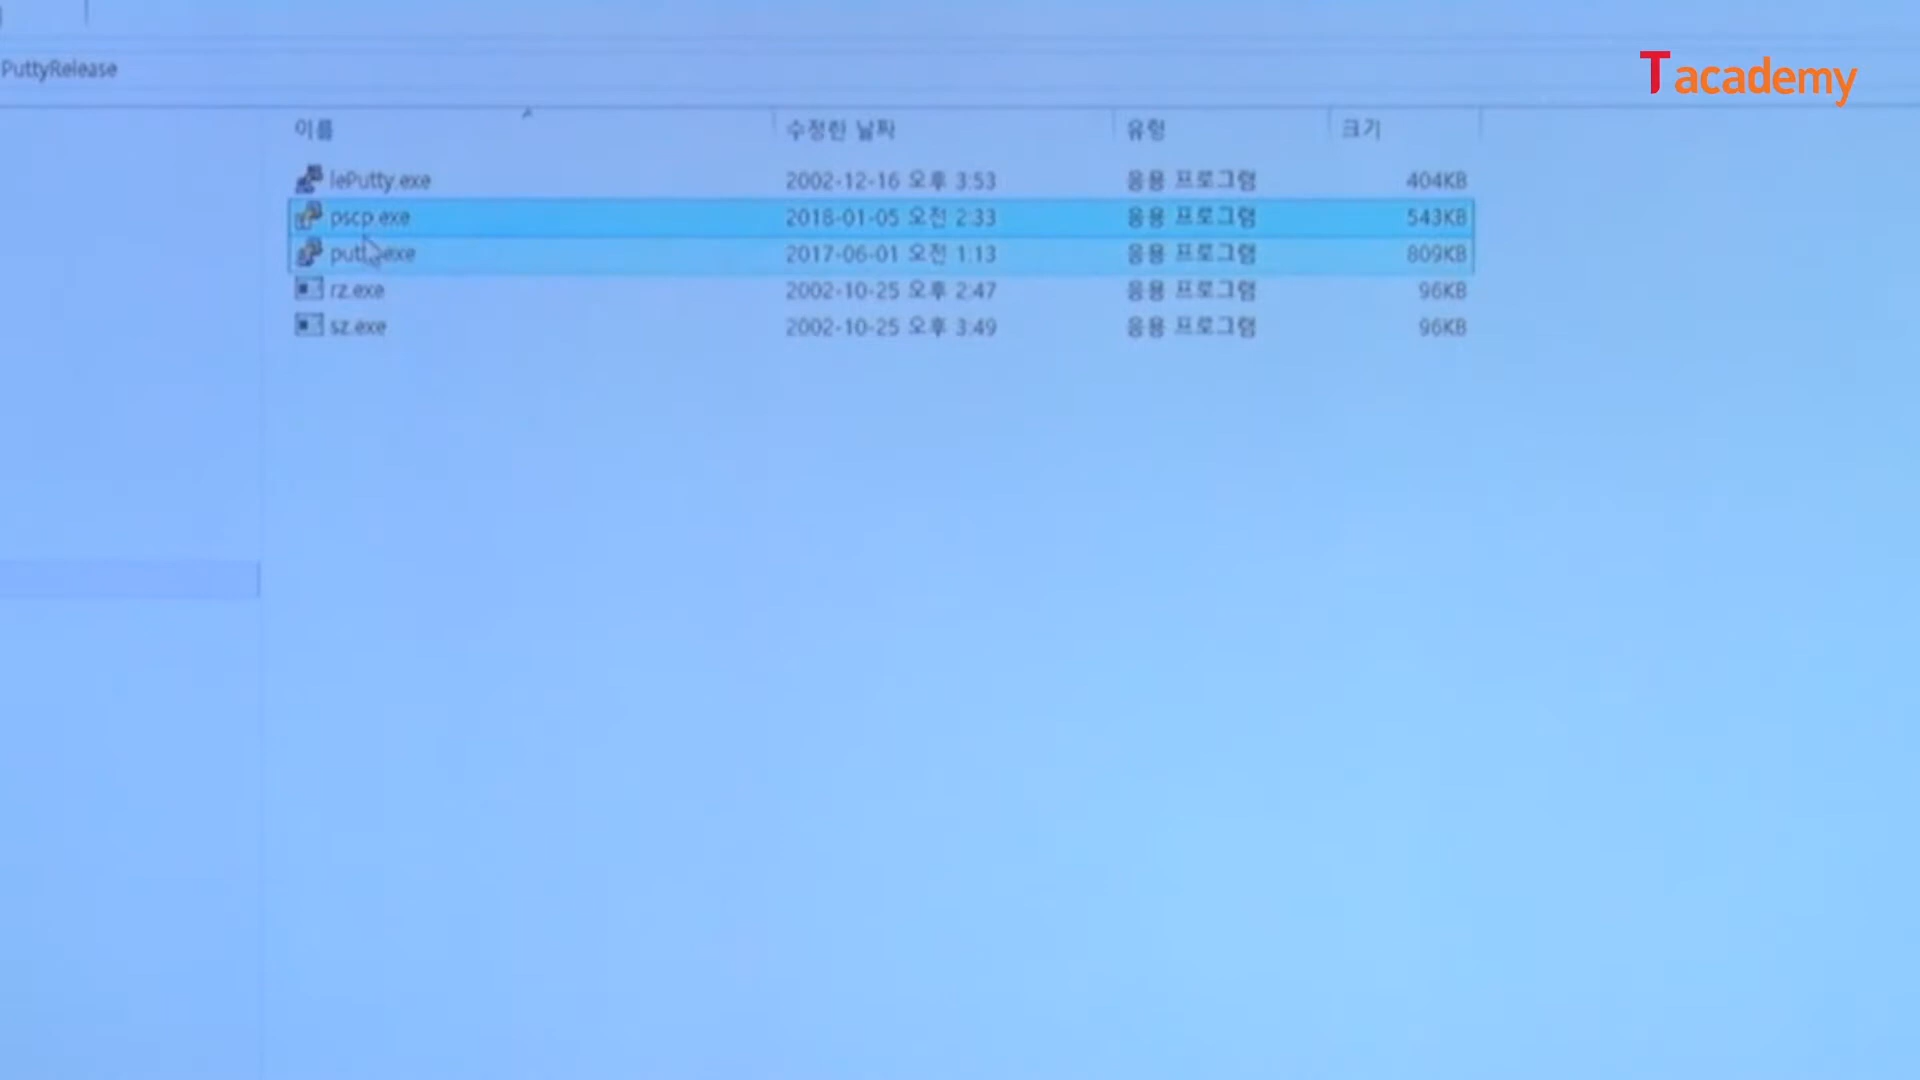 PuttyRelease
T academy
이름 수정한 날짜 유형 크기
lePutty.exe 2002-12-16 오후 3:53 응용 프로그램 404KB
pscp.exe 2018-01-05 오전 2:33 응용 프로그램 543KB
putty.exe 2017-06-01 오전 1:13 응용 프로그램 809KB
rz.exe 2002-10-25 오후 2:47 응용 프로그램 96KB
sz.exe 2002-10-25 오후 3:49 응용 프로그램 96KB